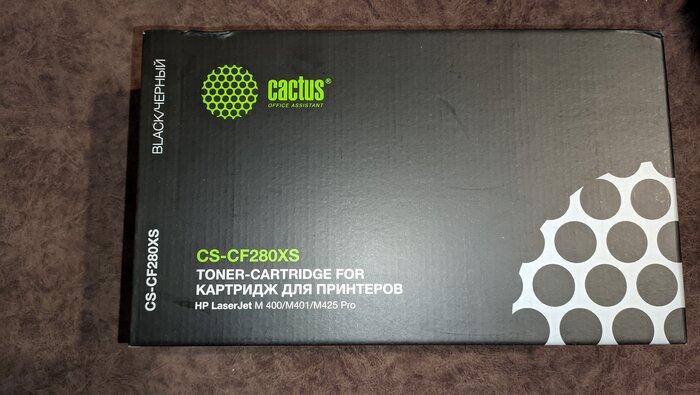 BLACK/ЧЕРНЫЙ
CS-CF280XS
cactus®
OFFICE ASSISTANT
CS-CF280XS
TONER-CARTRIDGE FOR
КАРТРИДЖ ДЛЯ ПРИНТЕРОВ
HP LaserJet M 400/M401/M425 Pro